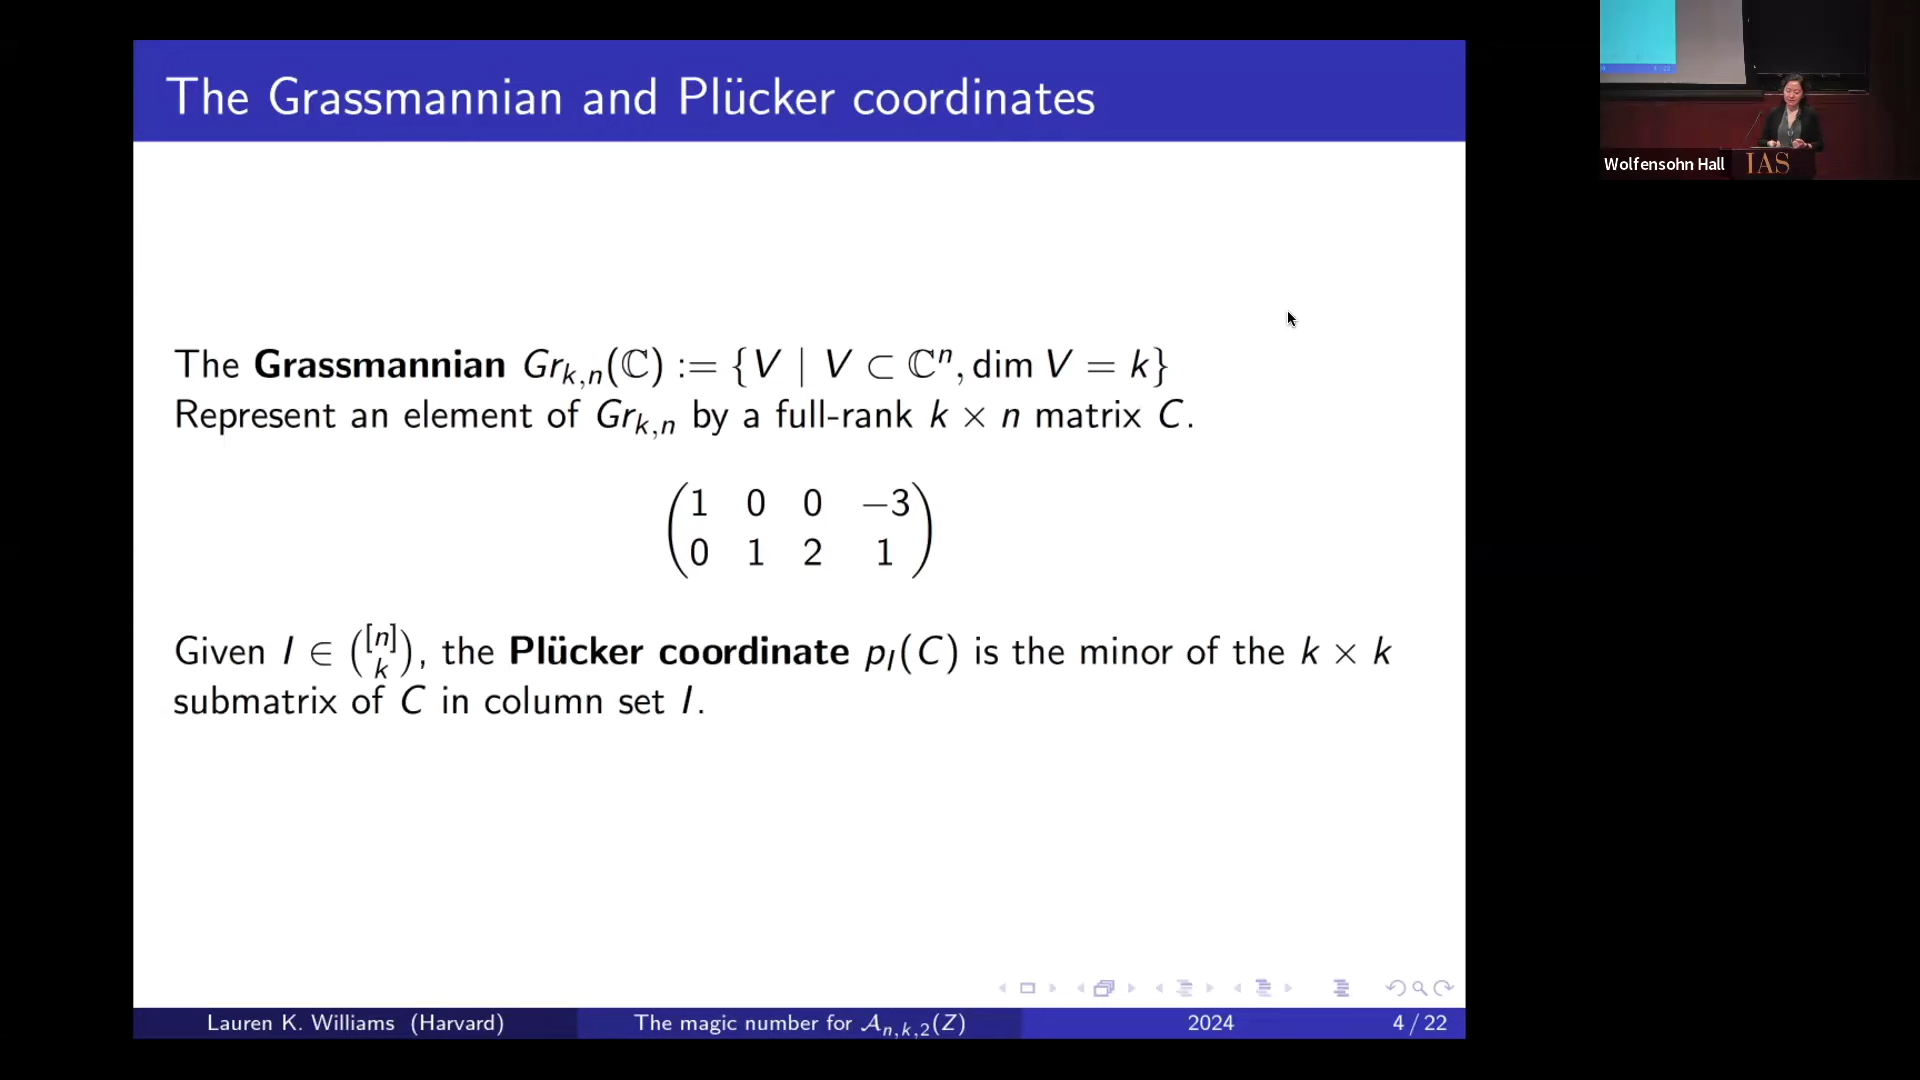 The Grassmannian and Plücker coordinates
Wolfensohn Hall
IAS
The Grassmannian Gr_{k,n}(ℂ) := {V | V ⊂ ℂ^n, dim V = k}
Represent an element of Gr_{k,n} by a full-rank k × n matrix C.
1 0 0 −3
0 1 2 1
Given I ∈ ([n] k), the Plücker coordinate p_I(C) is the minor of the k × k
submatrix of C in column set I.
Lauren K. Williams (Harvard) The magic number for 𝒜_{n,k,2}(Z) 2024 4 / 22